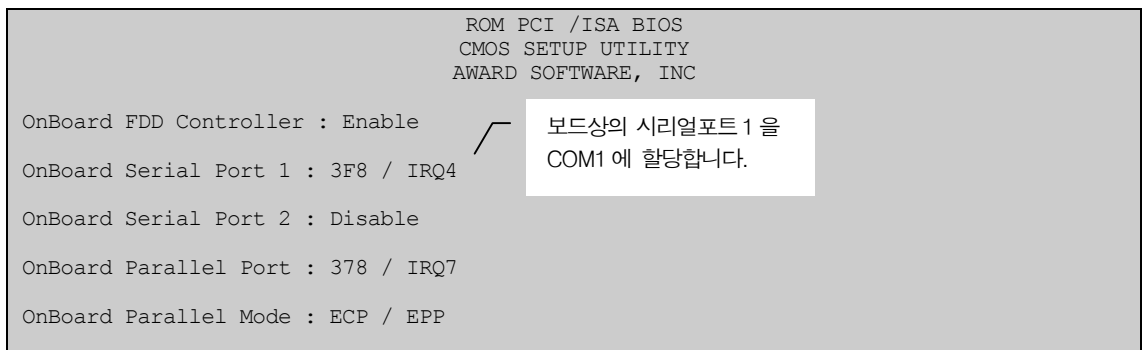 ROM PCI /ISA BIOS
CMOS SETUP UTILITY
AWARD SOFTWARE, INC
OnBoard FDD Controller : Enable
보드상의 시리얼포트 1 을
COM1 에 할당합니다.
OnBoard Serial Port 1 : 3F8 / IRQ4
OnBoard Serial Port 2 : Disable
OnBoard Parallel Port : 378 / IRQ7
OnBoard Parallel Mode : ECP / EPP